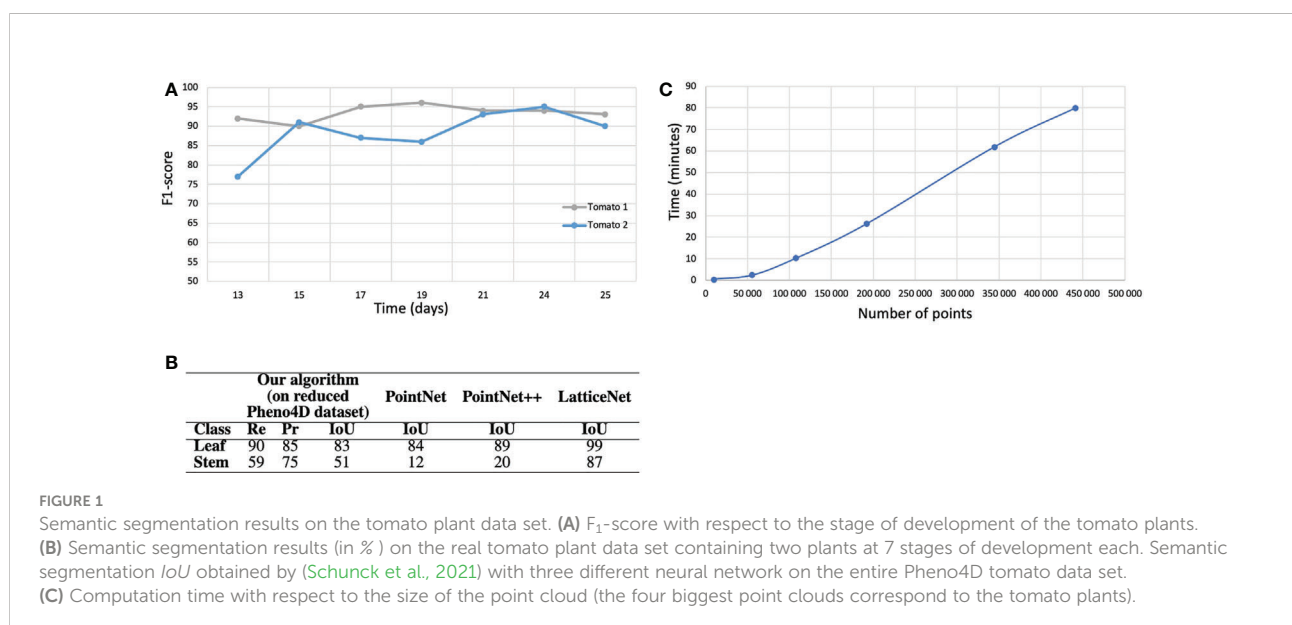 A
100
95
90
85
80
75
70
65
60
55
50
F1-score
13 15 17 19 21 24 25
Time (days)
Tomato 1
Tomato 2
C
90
80
70
60
50
40
30
20
10
0
Time (minutes)
0 50 000 100 000 150 000 200 000 250 000 300 000 350 000 400 000 450 000 500 000
Number of points
B
Our algorithm
(on reduced PointNet PointNet++ LatticeNet
Pheno4D dataset)
Class Re Pr IoU IoU IoU IoU
Leaf 90 85 83 84 89 99
Stem 59 75 51 12 20 87
FIGURE 1
Semantic segmentation results on the tomato plant data set. (A) F₁-score with respect to the stage of development of the tomato plants.
(B) Semantic segmentation results (in % ) on the real tomato plant data set containing two plants at 7 stages of development each. Semantic
segmentation IoU obtained by (Schunck et al., 2021) with three different neural network on the entire Pheno4D tomato data set.
(C) Computation time with respect to the size of the point cloud (the four biggest point clouds correspond to the tomato plants).